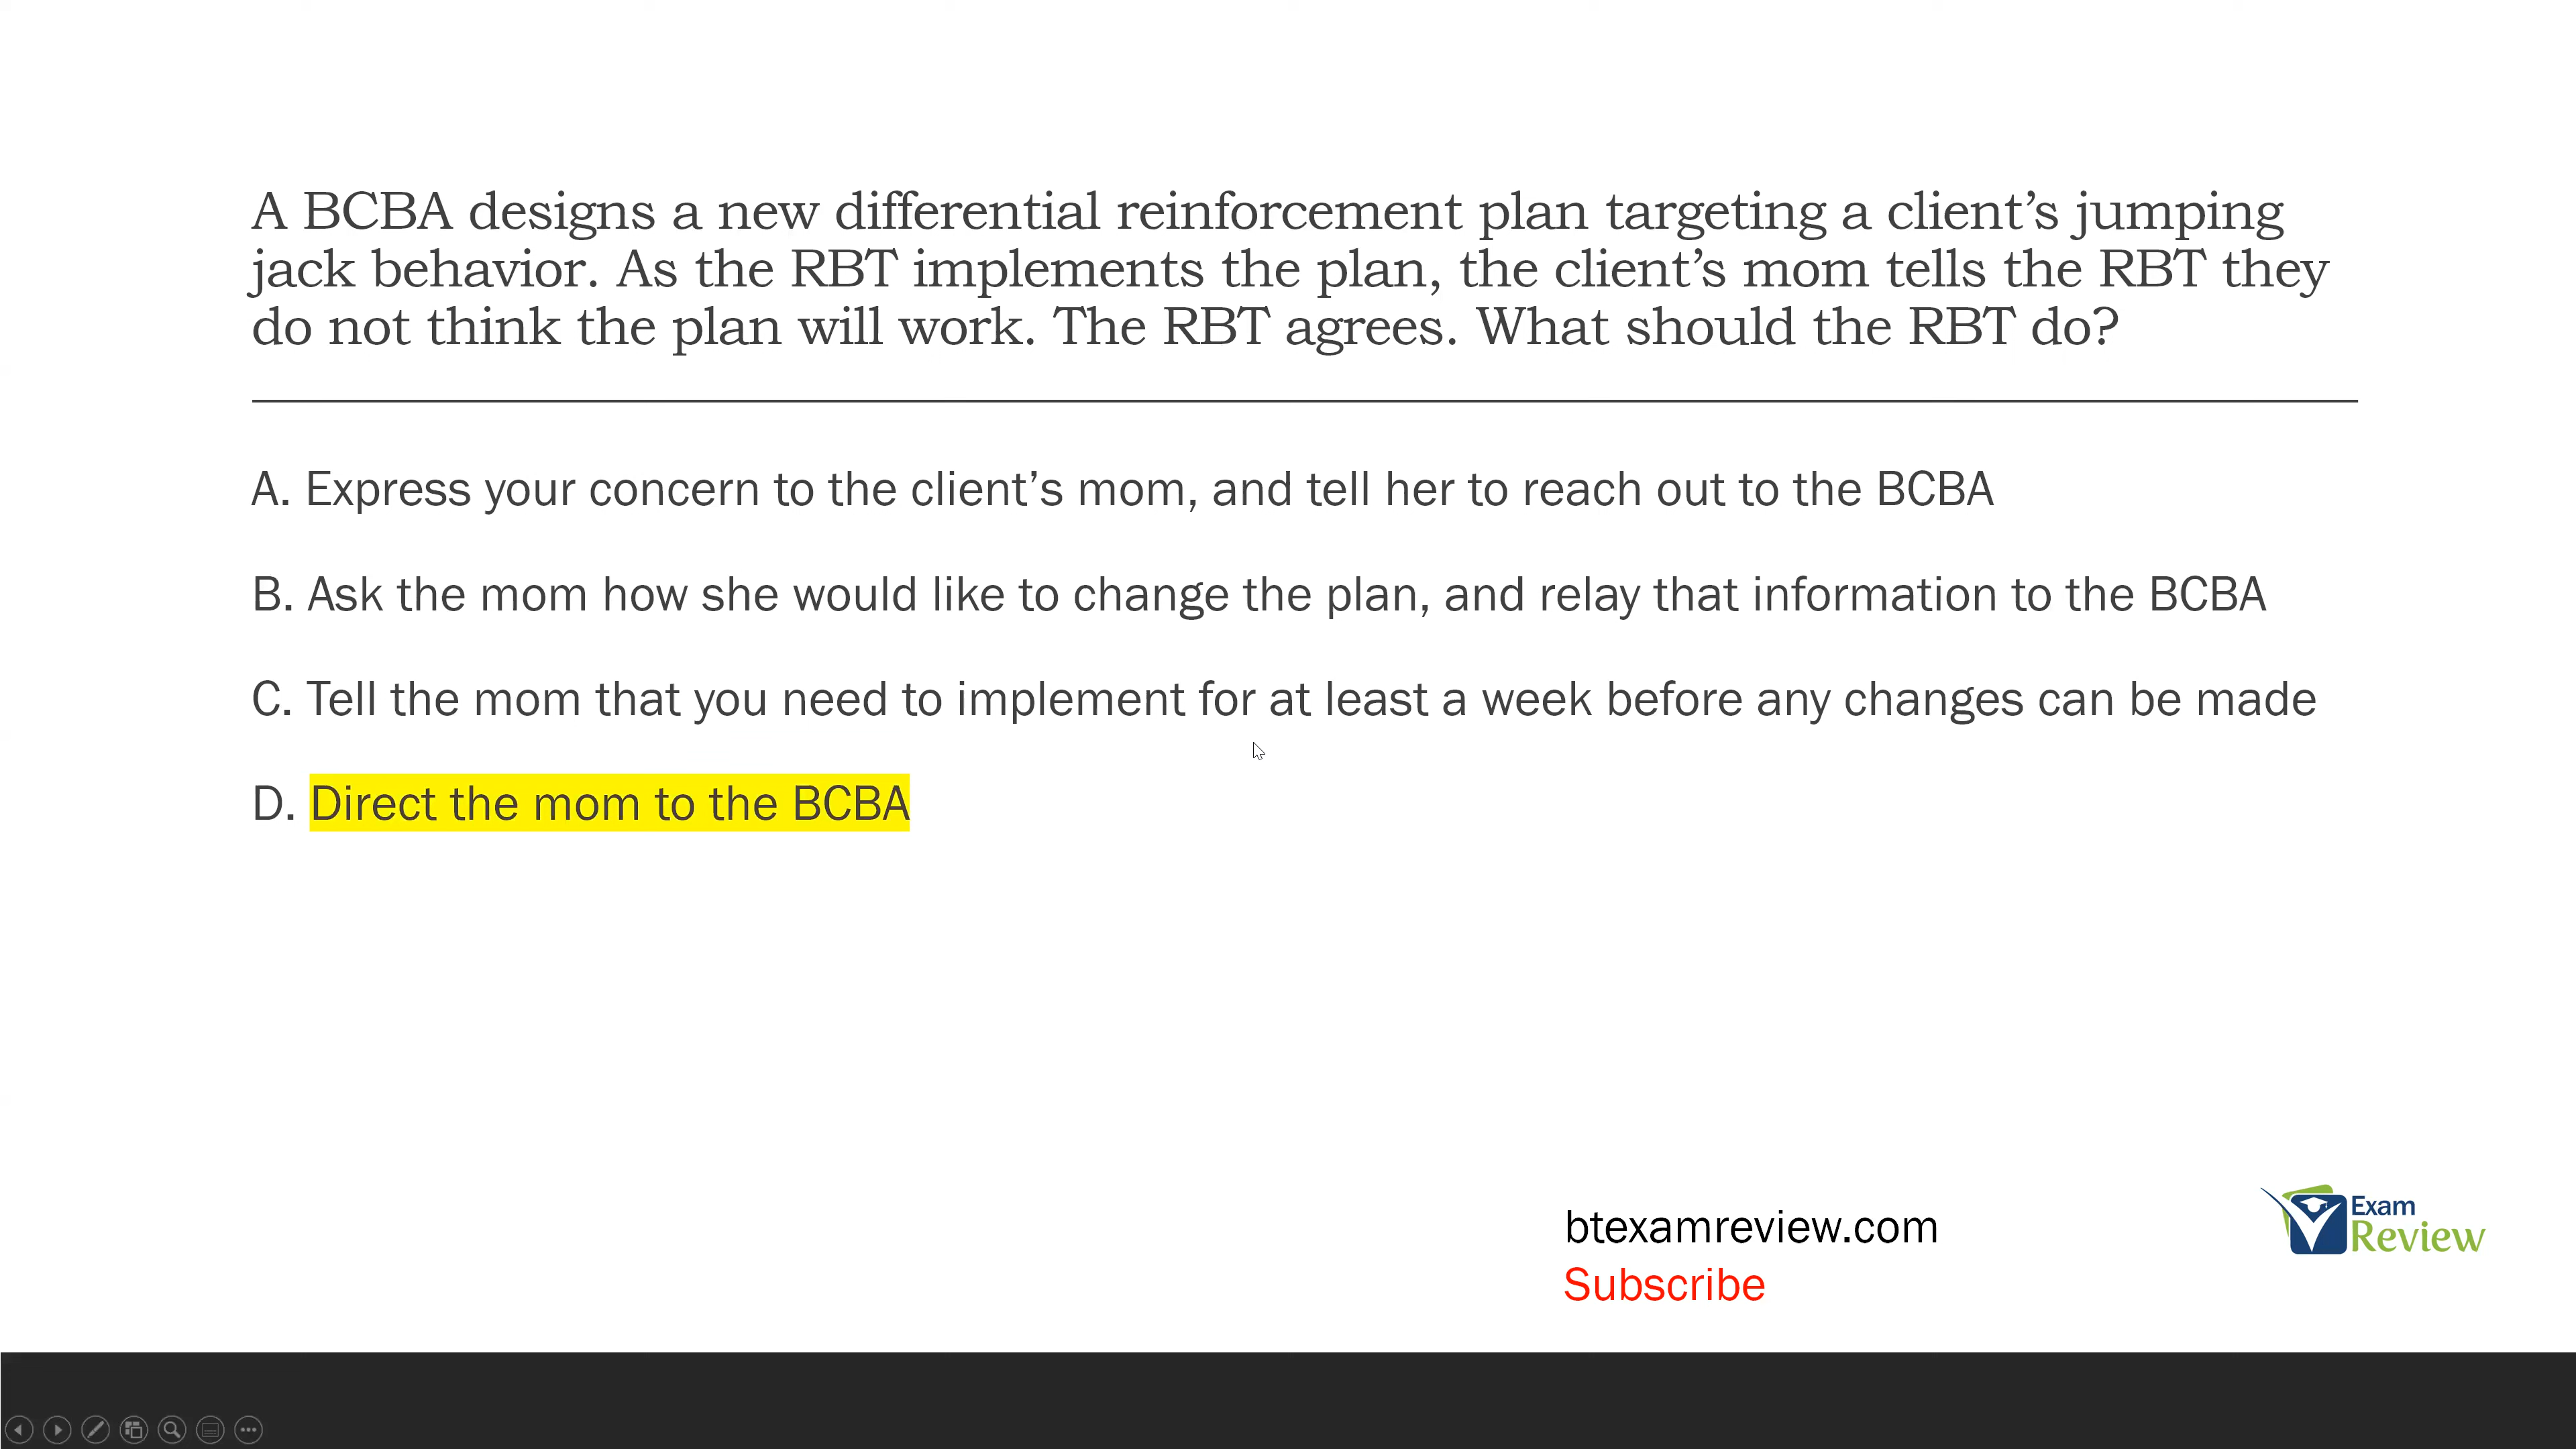 A BCBA designs a new differential reinforcement plan targeting a client’s jumping
jack behavior. As the RBT implements the plan, the client’s mom tells the RBT they
do not think the plan will work. The RBT agrees. What should the RBT do?
A. Express your concern to the client’s mom, and tell her to reach out to the BCBA
B. Ask the mom how she would like to change the plan, and relay that information to the BCBA
C. Tell the mom that you need to implement for at least a week before any changes can be made
D. Direct the mom to the BCBA
btexamreview.com
Subscribe
Exam
Review